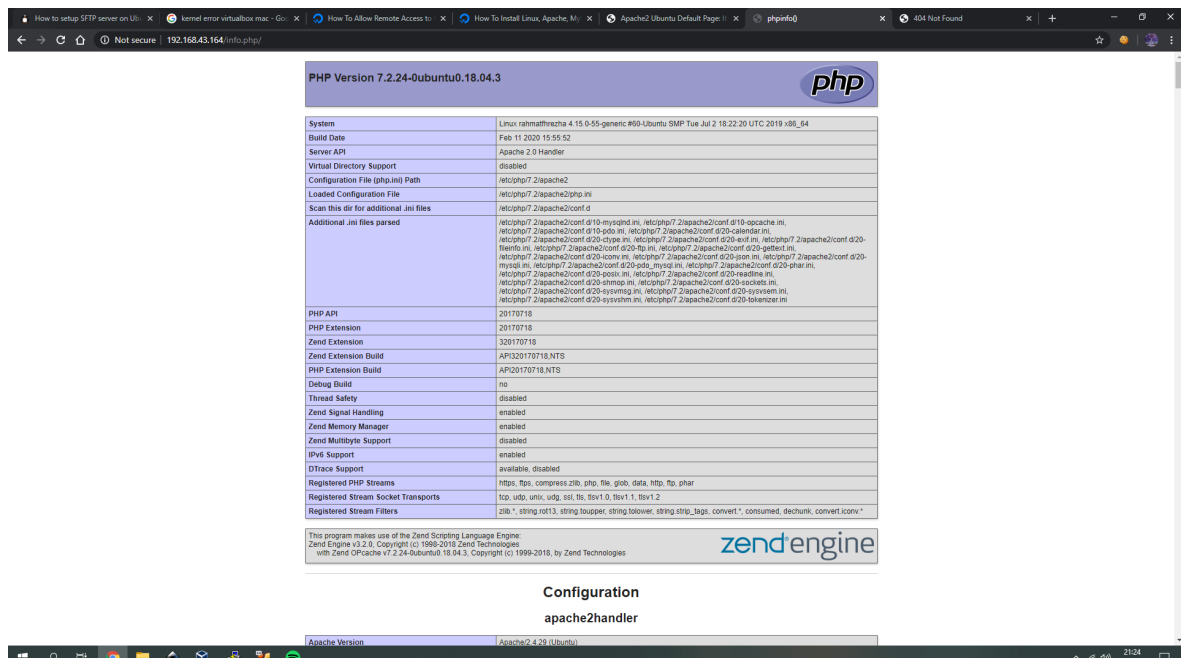 How to setup SFTP server on Ub
kernel error virtualbox mac - Goo
How To Allow Remote Access to
How To Install Linux, Apache, My
Apache2 Ubuntu Default Page: It
phpinfo()
404 Not Found
Not secure | 192.168.43.164/info.php/
PHP Version 7.2.24-0ubuntu0.18.04.3
php
System Linux rahmatfhrezha 4.15.0-55-generic #60-Ubuntu SMP Tue Jul 2 18:22:20 UTC 2019 x86_64
Build Date Feb 11 2020 15:55:52
Server API Apache 2.0 Handler
Virtual Directory Support disabled
Configuration File (php.ini) Path /etc/php/7.2/apache2
Loaded Configuration File /etc/php/7.2/apache2/php.ini
Scan this dir for additional .ini files /etc/php/7.2/apache2/conf.d
Additional .ini files parsed /etc/php/7.2/apache2/conf.d/10-mysqlnd.ini, /etc/php/7.2/apache2/conf.d/10-opcache.ini,
/etc/php/7.2/apache2/conf.d/10-pdo.ini, /etc/php/7.2/apache2/conf.d/20-calendar.ini,
/etc/php/7.2/apache2/conf.d/20-ctype.ini, /etc/php/7.2/apache2/conf.d/20-exif.ini, /etc/php/7.2/apache2/conf.d/20-
fileinfo.ini, /etc/php/7.2/apache2/conf.d/20-ftp.ini, /etc/php/7.2/apache2/conf.d/20-gettext.ini,
/etc/php/7.2/apache2/conf.d/20-iconv.ini, /etc/php/7.2/apache2/conf.d/20-json.ini, /etc/php/7.2/apache2/conf.d/20-
mysqli.ini, /etc/php/7.2/apache2/conf.d/20-pdo_mysql.ini, /etc/php/7.2/apache2/conf.d/20-phar.ini,
/etc/php/7.2/apache2/conf.d/20-posix.ini, /etc/php/7.2/apache2/conf.d/20-readline.ini,
/etc/php/7.2/apache2/conf.d/20-shmop.ini, /etc/php/7.2/apache2/conf.d/20-sockets.ini,
/etc/php/7.2/apache2/conf.d/20-sysvmsg.ini, /etc/php/7.2/apache2/conf.d/20-sysvsem.ini,
/etc/php/7.2/apache2/conf.d/20-sysvshm.ini, /etc/php/7.2/apache2/conf.d/20-tokenizer.ini
PHP API 20170718
PHP Extension 20170718
Zend Extension 320170718
Zend Extension Build API320170718,NTS
PHP Extension Build API20170718,NTS
Debug Build no
Thread Safety disabled
Zend Signal Handling enabled
Zend Memory Manager enabled
Zend Multibyte Support disabled
IPv6 Support enabled
DTrace Support available, disabled
Registered PHP Streams https, ftps, compress.zlib, php, file, glob, data, http, ftp, phar
Registered Stream Socket Transports tcp, udp, unix, udg, ssl, tls, tlsv1.0, tlsv1.1, tlsv1.2
Registered Stream Filters zlib.*, string.rot13, string.toupper, string.tolower, string.strip_tags, convert.*, consumed, dechunk, convert.iconv.*
This program makes use of the Zend Scripting Language Engine:
Zend Engine v3.2.0, Copyright (c) 1998-2018 Zend Technologies
with Zend OPcache v7.2.24-0ubuntu0.18.04.3, Copyright (c) 1999-2018, by Zend Technologies
zend engine
Configuration
apache2handler
Apache Version Apache/2.4.29 (Ubuntu)
21:24